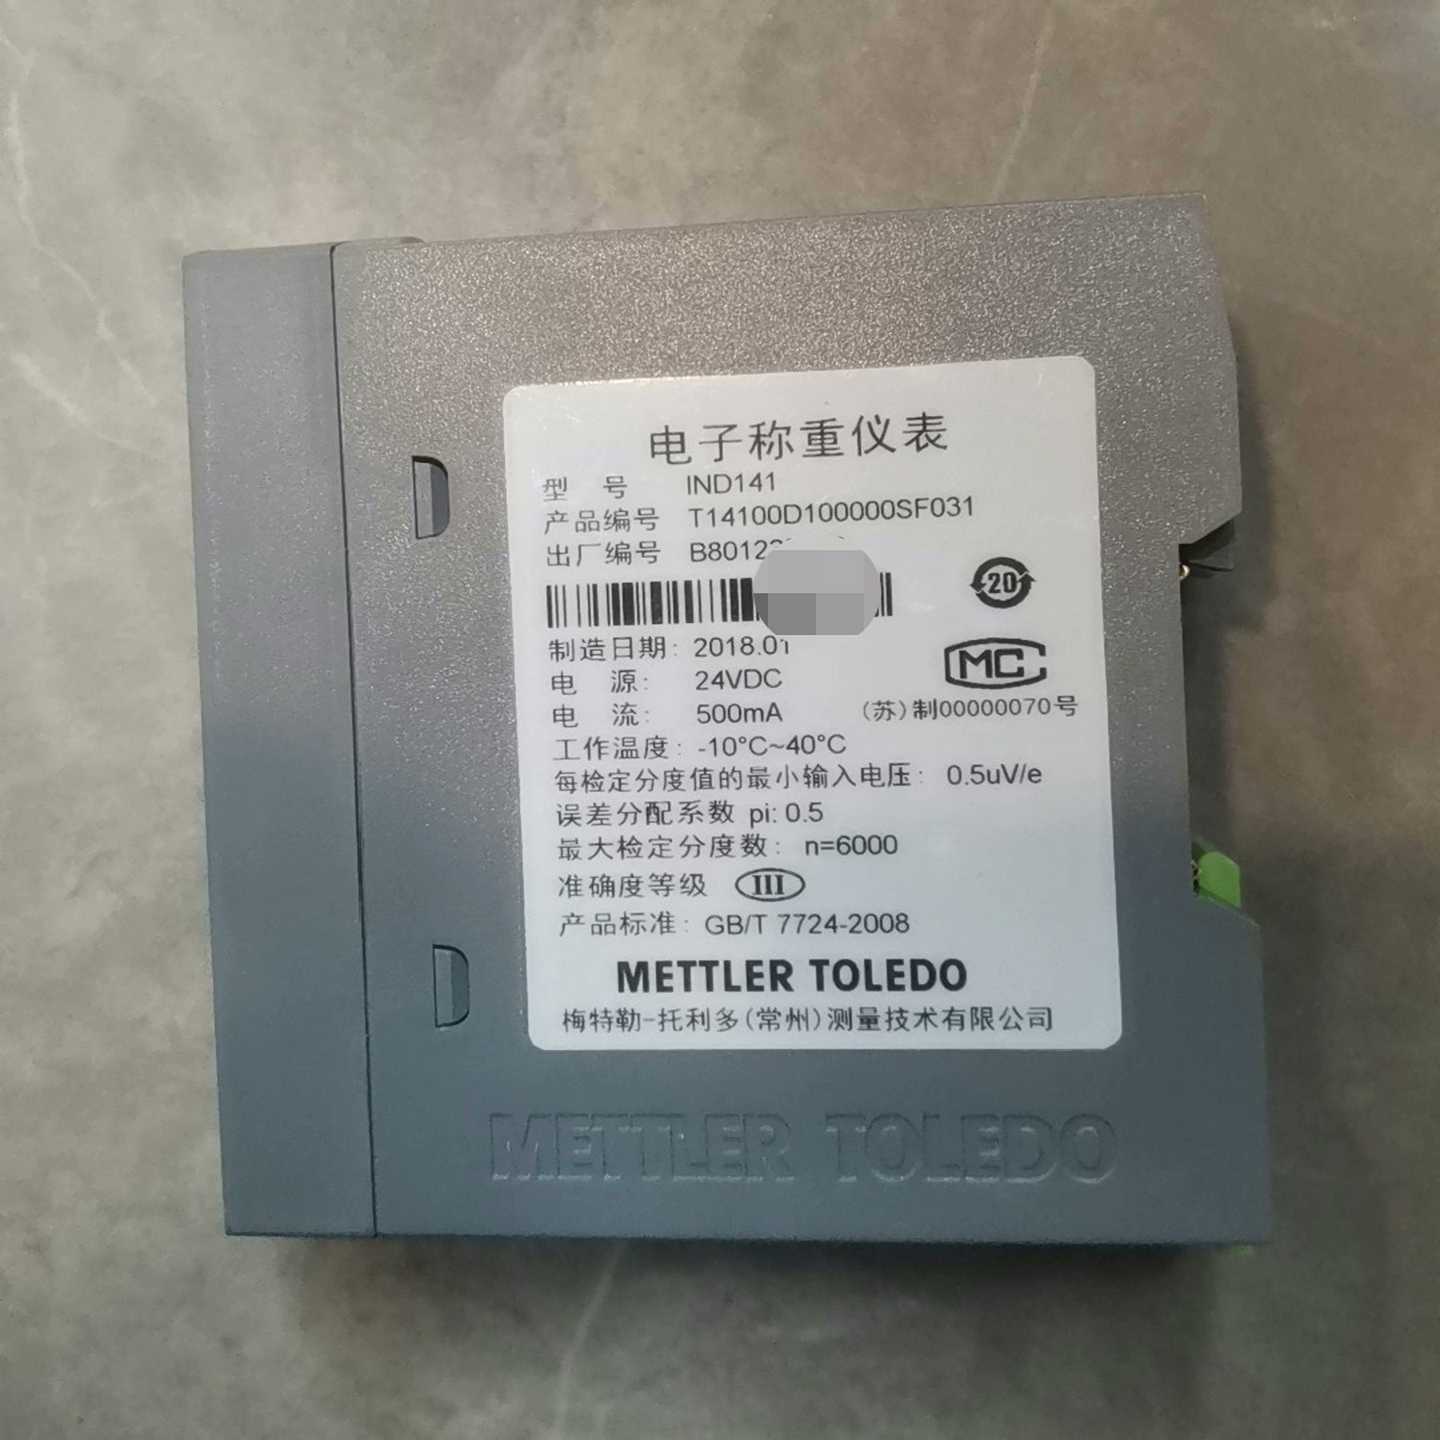 电子称重仪表
型 号 IND141
产品编号 T14100D100000SF031
出厂编号 B80122
20
制造日期: 2018.01
MC
电 源: 24VDC
电 流: 500mA
(苏)制00000070号
工作温度: -10°C~40°C
每检定分度值的最小输入电压: 0.5uV/e
误差分配系数 pi: 0.5
最大检定分度数: n=6000
准确度等级 III
产品标准: GB/T 7724-2008
METTLER TOLEDO
梅特勒-托利多(常州)测量技术有限公司
METTLER TOLEDO